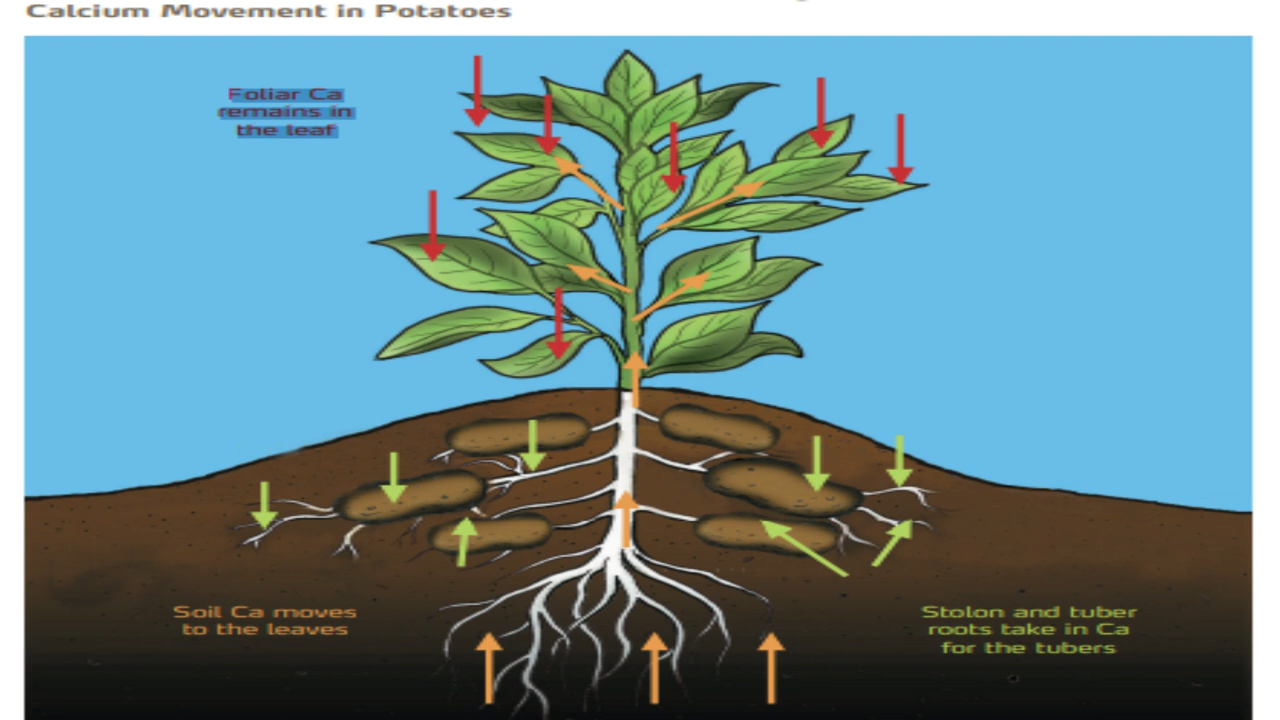 Calcium Movement in Potatoes
Foliar Ca
remains in
the leaf
Soil Ca moves
to the leaves
Stolon and tuber
roots take in Ca
for the tubers